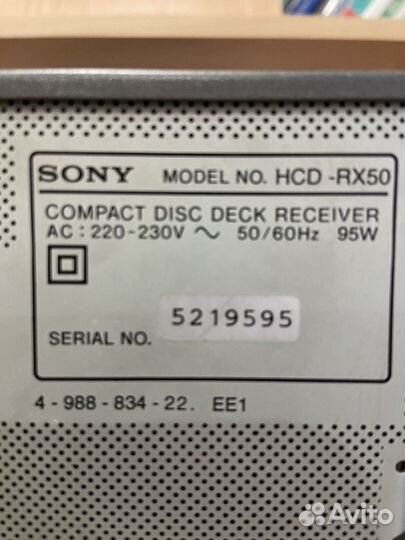 SONY MODEL NO. HCD -RX50
COMPACT DISC DECK RECEIVER
AC : 220-230V ~ 50/60Hz 95W
5219595
SERIAL NO.
4 - 988 - 834 - 22. EE1
Avito